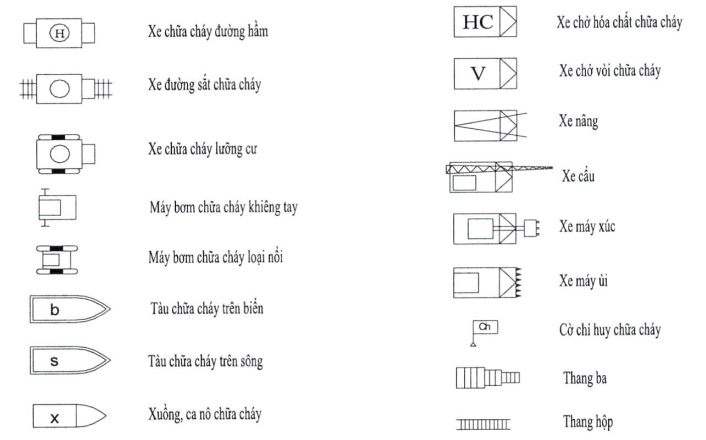 H Xe chữa cháy đường hầm
Xe đường sắt chữa cháy
Xe chữa cháy lưỡng cư
Máy bơm chữa cháy khiêng tay
Máy bơm chữa cháy loại nổi
b Tàu chữa cháy trên biển
s Tàu chữa cháy trên sông
x Xuồng, ca nô chữa cháy
HC Xe chở hóa chất chữa cháy
V Xe chở vòi chữa cháy
Xe nâng
Xe cẩu
Xe máy xúc
Xe máy ủi
Ch Cờ chỉ huy chữa cháy
Thang ba
Thang hộp